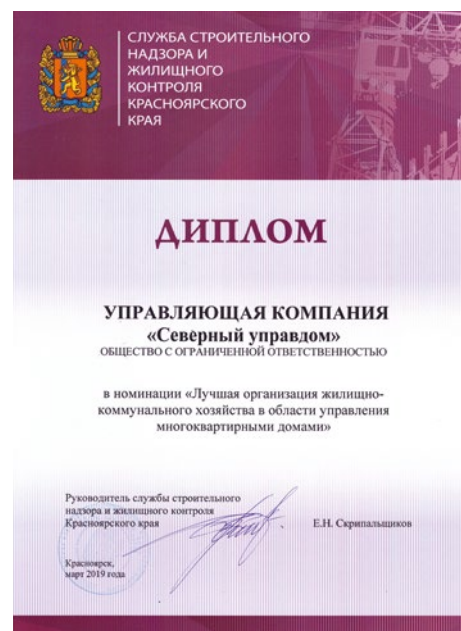 СЛУЖБА СТРОИТЕЛЬНОГО
НАДЗОРА И
ЖИЛИЩНОГО
КОНТРОЛЯ
КРАСНОЯРСКОГО
КРАЯ
ДИПЛОМ
УПРАВЛЯЮЩАЯ КОМПАНИЯ
«Северный управдом»
ОБЩЕСТВО С ОГРАНИЧЕННОЙ ОТВЕТСТВЕННОСТЬЮ
в номинации «Лучшая организация жилищно-
коммунального хозяйства в области управления
многоквартирными домами»
Руководитель службы строительного
надзора и жилищного контроля
Красноярского края
Е.Н. Скрипальщиков
Красноярск,
март 2019 года